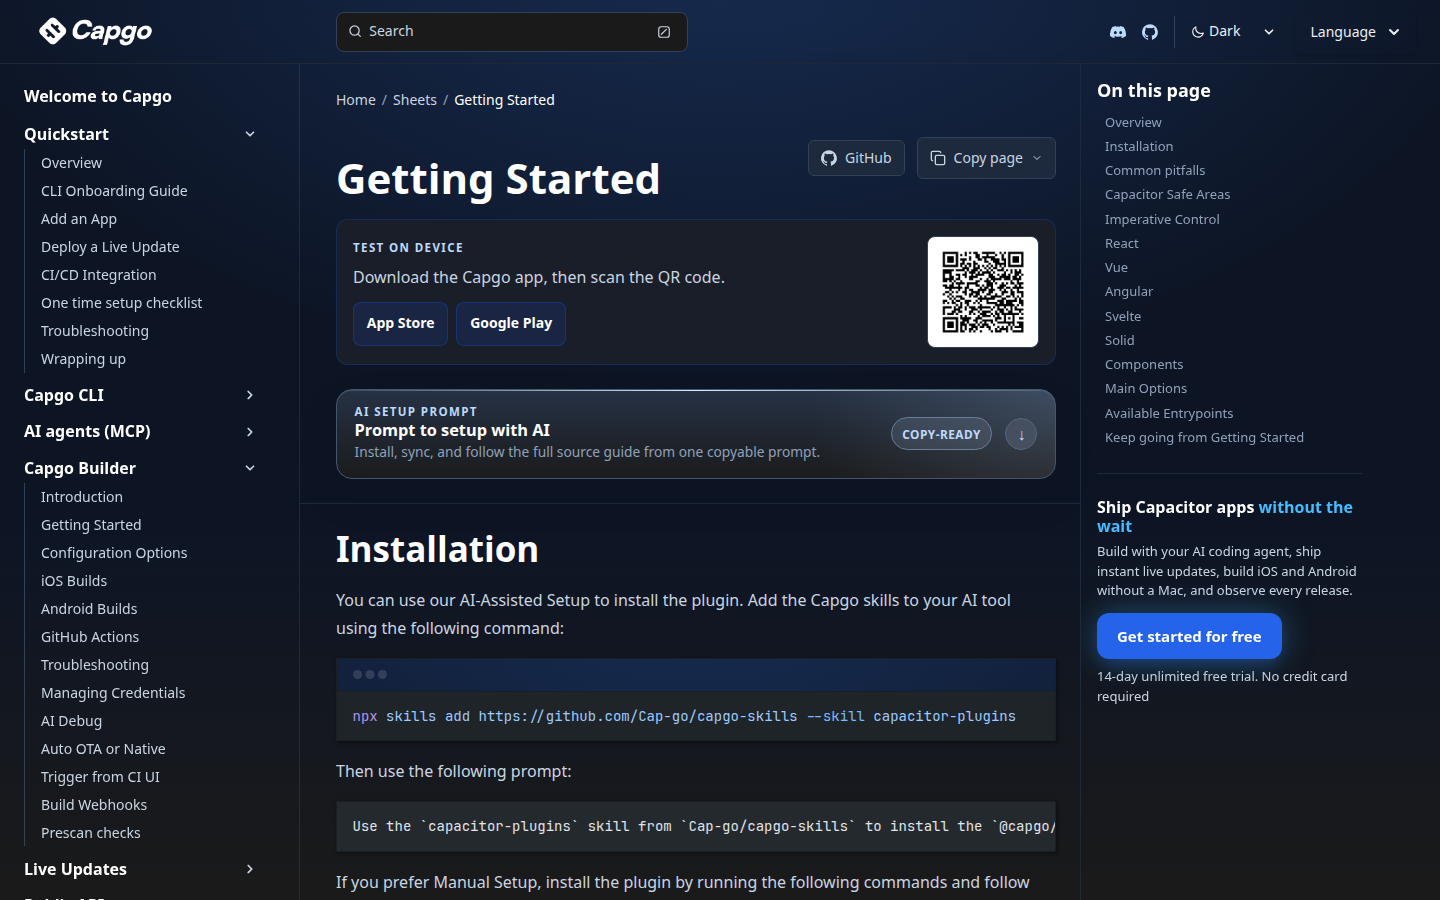 Capgo
Search
Dark
Language
Welcome to Capgo
Quickstart
Overview
CLI Onboarding Guide
Add an App
Deploy a Live Update
CI/CD Integration
One time setup checklist
Troubleshooting
Wrapping up
Capgo CLI
AI agents (MCP)
Capgo Builder
Introduction
Getting Started
Configuration Options
iOS Builds
Android Builds
GitHub Actions
Troubleshooting
Managing Credentials
AI Debug
Auto OTA or Native
Trigger from CI UI
Build Webhooks
Prescan checks
Live Updates
Home / Sheets / Getting Started
GitHub
Copy page
Getting Started
TEST ON DEVICE
Download the Capgo app, then scan the QR code.
App Store
Google Play
AI SETUP PROMPT
Prompt to setup with AI
Install, sync, and follow the full source guide from one copyable prompt.
COPY-READY
↓
Installation
You can use our AI-Assisted Setup to install the plugin. Add the Capgo skills to your AI tool
using the following command:
npx skills add https://github.com/Cap-go/capgo-skills --skill capacitor-plugins
Then use the following prompt:
Use the `capacitor-plugins` skill from `Cap-go/capgo-skills` to install the `@capgo/
If you prefer Manual Setup, install the plugin by running the following commands and follow
On this page
Overview
Installation
Common pitfalls
Capacitor Safe Areas
Imperative Control
React
Vue
Angular
Svelte
Solid
Components
Main Options
Available Entrypoints
Keep going from Getting Started
Ship Capacitor apps without the
wait
Build with your AI coding agent, ship
instant live updates, build iOS and Android
without a Mac, and observe every release.
Get started for free
14-day unlimited free trial. No credit card
required